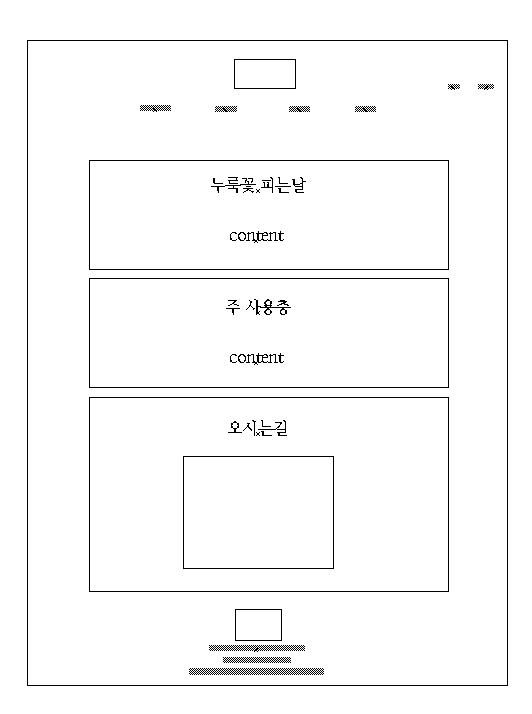 누룩꽃 피는날
content
주 사용층
content
오시는길